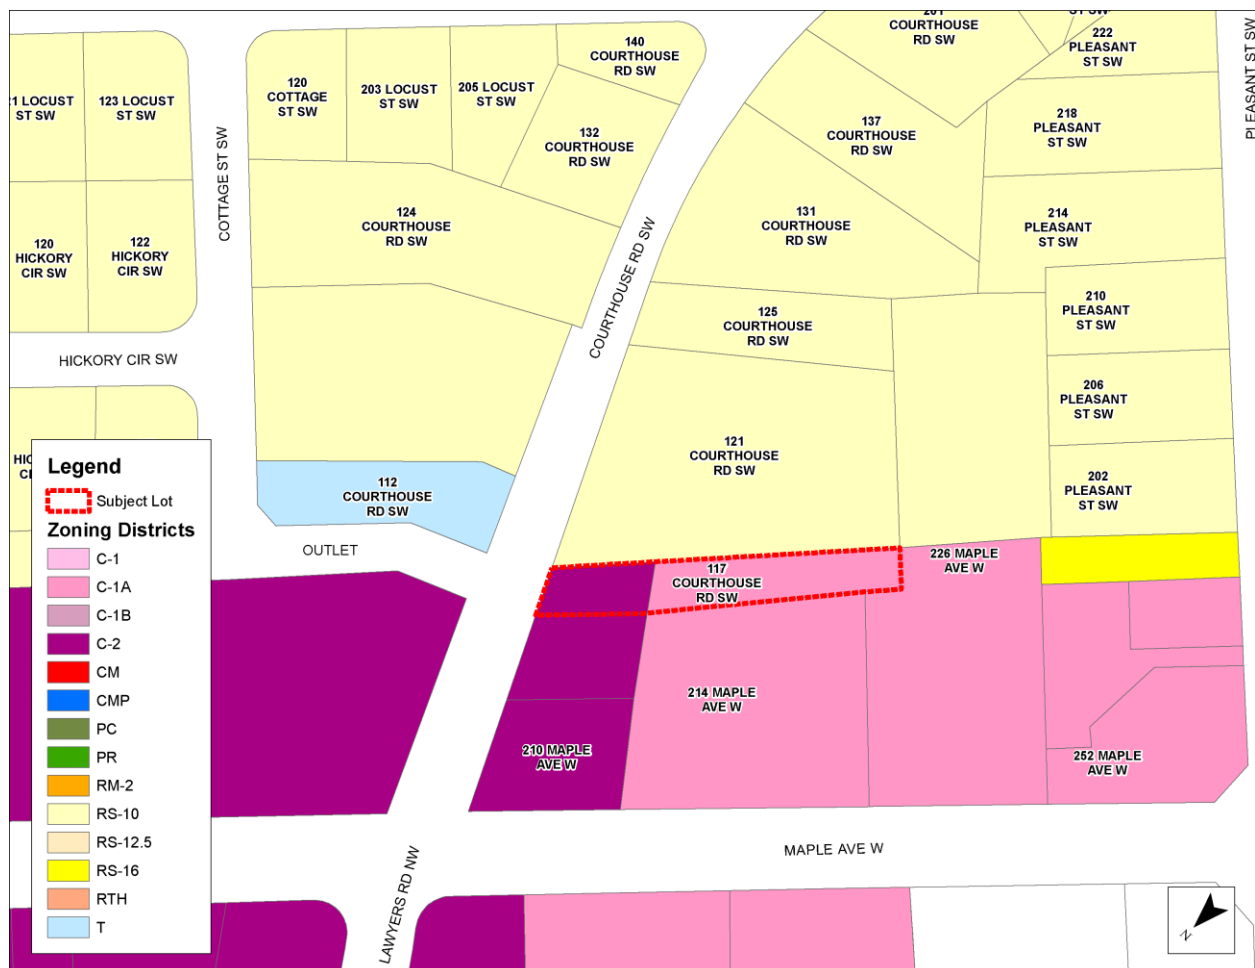 140
COURTHOUSE
RD SW
COURTHOUSE
RD SW
222
PLEASANT
ST SW
PLEASANT ST SW
LOCUST
ST SW
123 LOCUST
ST SW
120
COTTAGE
ST SW
203 LOCUST
ST SW
205 LOCUST
ST SW
132
COURTHOUSE
RD SW
137
COURTHOUSE
RD SW
218
PLEASANT
ST SW
COTTAGE ST SW
124
COURTHOUSE
RD SW
131
COURTHOUSE
RD SW
214
PLEASANT
ST SW
120
HICKORY
CIR SW
122
HICKORY
CIR SW
COURTHOUSE RD SW
125
COURTHOUSE
RD SW
210
PLEASANT
ST SW
HICKORY CIR SW
206
PLEASANT
ST SW
121
COURTHOUSE
RD SW
202
PLEASANT
ST SW
112
COURTHOUSE
RD SW
OUTLET
117
COURTHOUSE
RD SW
226 MAPLE
AVE W
214 MAPLE
AVE W
210 MAPLE
AVE W
252 MAPLE
AVE W
MAPLE AVE W
LAWYERS RD NW
Legend
Subject Lot
Zoning Districts
C-1
C-1A
C-1B
C-2
CM
CMP
PC
PR
RM-2
RS-10
RS-12.5
RS-16
RTH
T
N